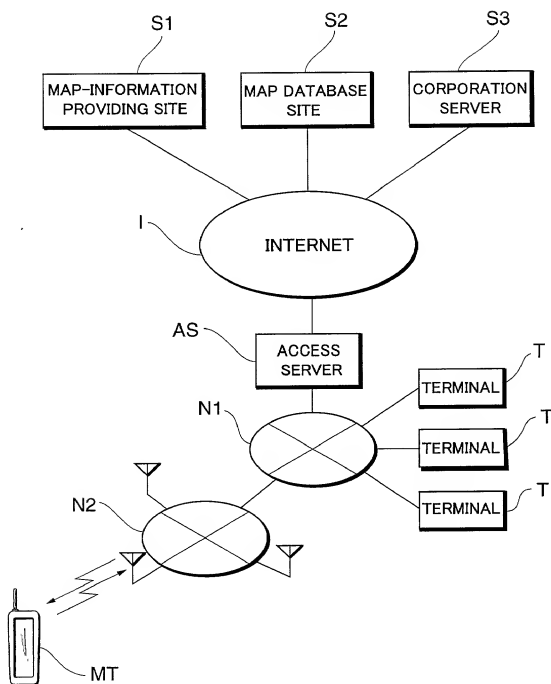 S1
S2
S3
MAP-INFORMATION
PROVIDING SITE
MAP DATABASE
SITE
CORPORATION
SERVER
I
INTERNET
AS
ACCESS
SERVER
T
TERMINAL
N1
T
TERMINAL
T
TERMINAL
N2
MT